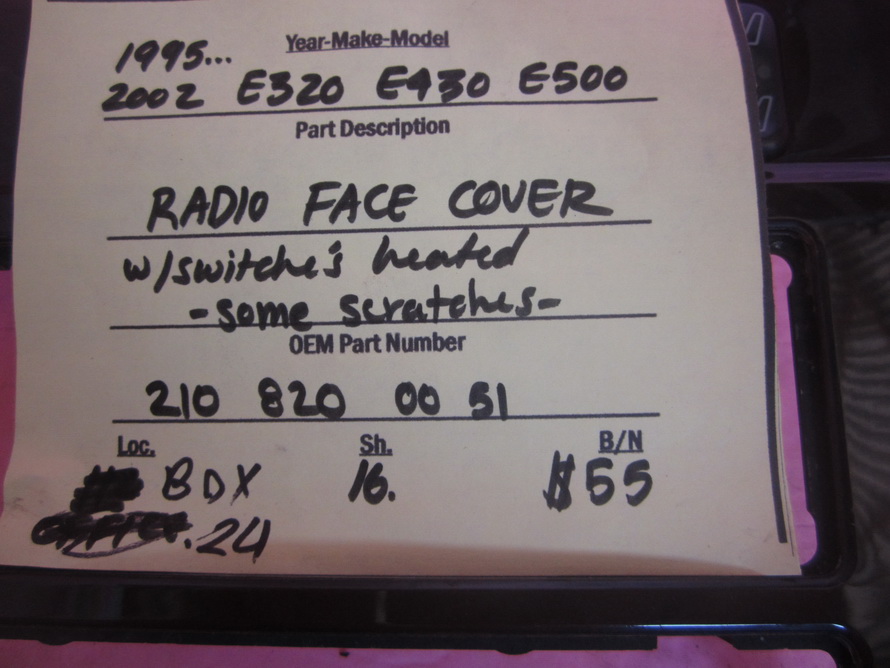 Year-Make-Model
1995...
2002 E320 E430 E500
Part Description
RADIO FACE COVER
w/switche's heated
-some scratches-
OEM Part Number
210 820 00 51
Loc. Sh. B/N
BOX 16. $55
.24